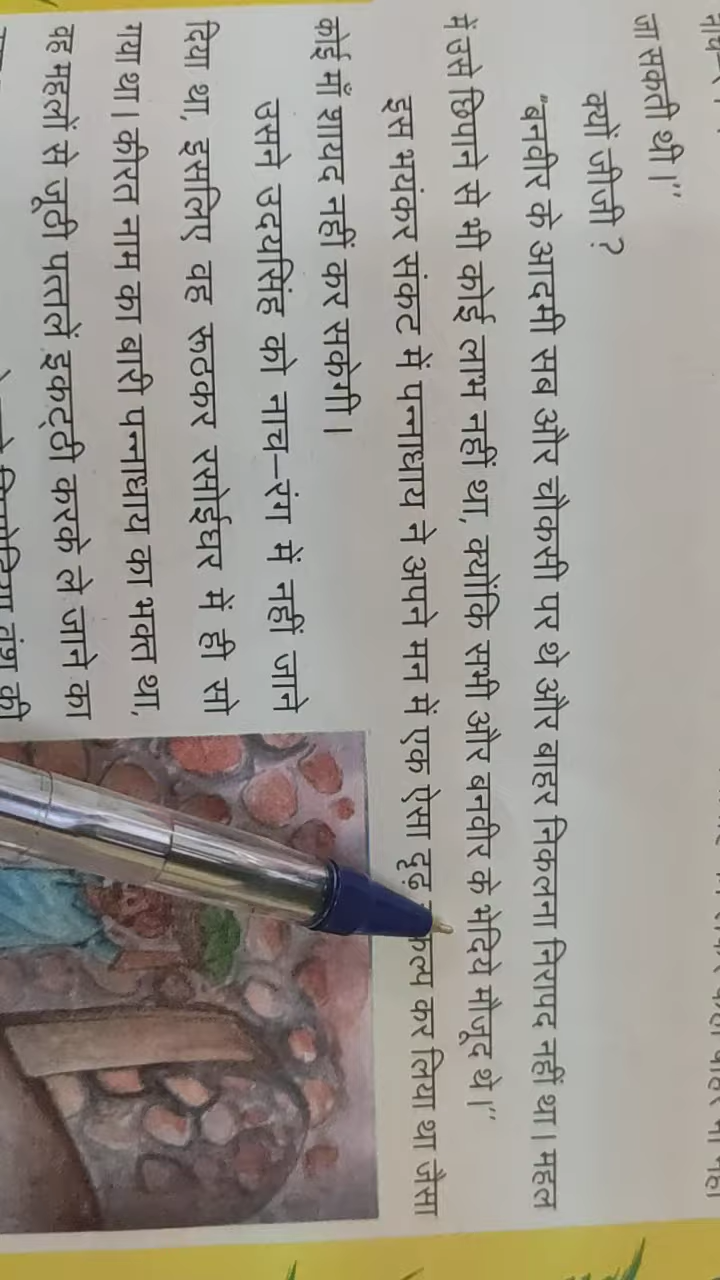 जा सकती थी।"
क्यों जीजी ?
"बनवीर के आदमी सब और चौकसी पर थे और बाहर निकलना निरापद नहीं था। महल
में उसे छिपाने से भी कोई लाभ नहीं था, क्योंकि सभी और बनवीर के भेदिये मौजूद थे।"
इस भयंकर संकट में पन्नाधाय ने अपने मन में एक ऐसा दृढ़ कर लिया था जैसा
कोई माँ शायद नहीं कर सकेगी।
उसने उदयसिंह को नाच-रंग में नहीं जाने
दिया था, इसलिए वह रूठकर रसोईघर में ही सो
गया था। कीरत नाम का बारी पन्नाधाय का भक्त था,
वह महलों से जूठी पत्तलें इकट्ठी करके ले जाने का
वंश की